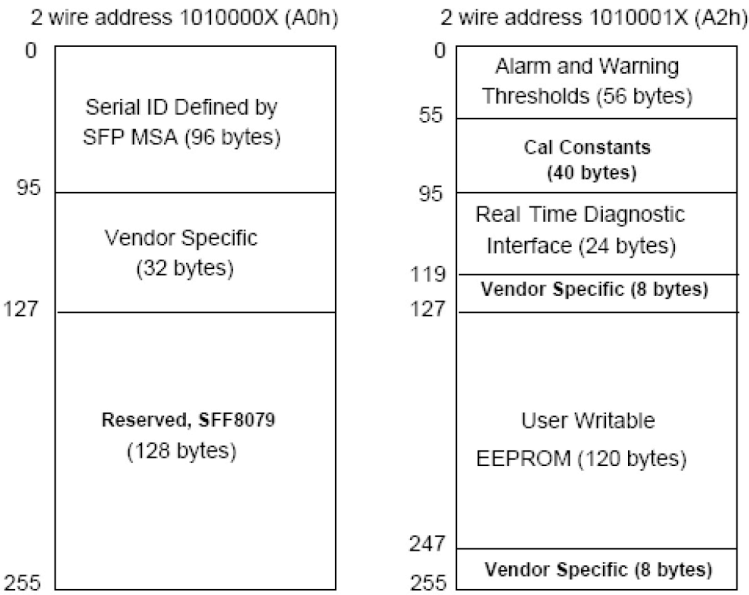 2 wire address 1010000X (A0h)
0
Serial ID Defined by
SFP MSA (96 bytes)
95
Vendor Specific
(32 bytes)
127
Reserved, SFF8079
(128 bytes)
255
2 wire address 1010001X (A2h)
0
Alarm and Warning
Thresholds (56 bytes)
55
Cal Constants
(40 bytes)
95
Real Time Diagnostic
Interface (24 bytes)
119
Vendor Specific (8 bytes)
127
User Writable
EEPROM (120 bytes)
247
Vendor Specific (8 bytes)
255